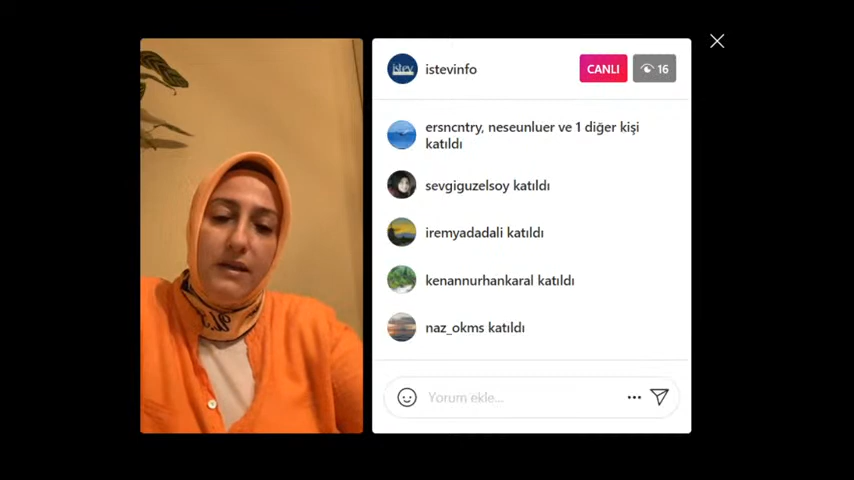 istev
istevinfo
CANLI
16
ersncntry, neseunluer ve 1 diğer kişi
katıldı
sevgiguzelsoy katıldı
iremyadadali katıldı
kenannurhankaral katıldı
naz_okms katıldı
Yorum ekle...